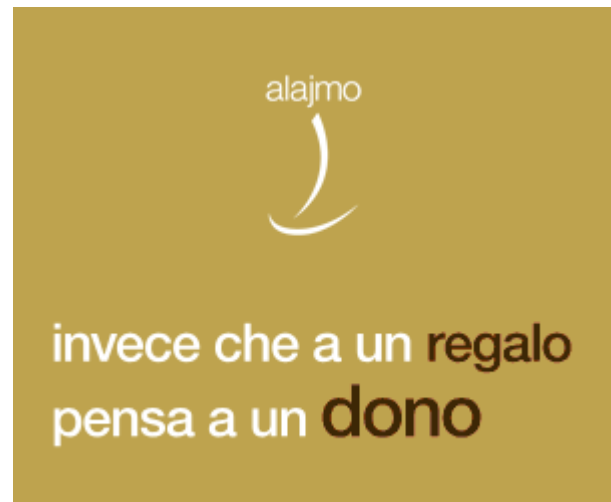 alajmo
invece che a un regalo
pensa a un dono